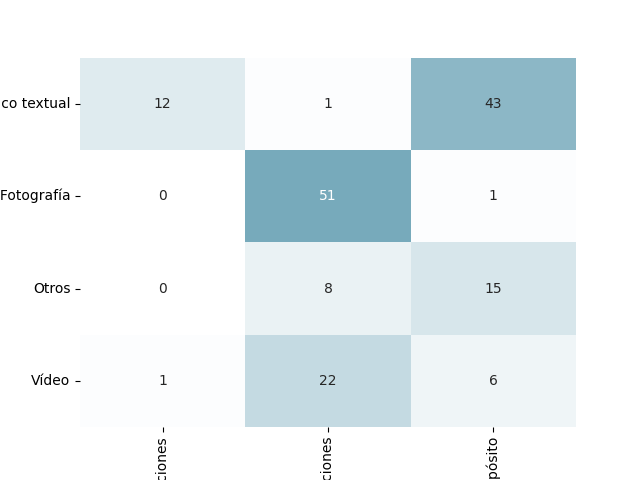 co textual
12
1
43
Fotografía
0
51
1
Otros
0
8
15
Vídeo
1
22
6
ciones
ciones
pósito